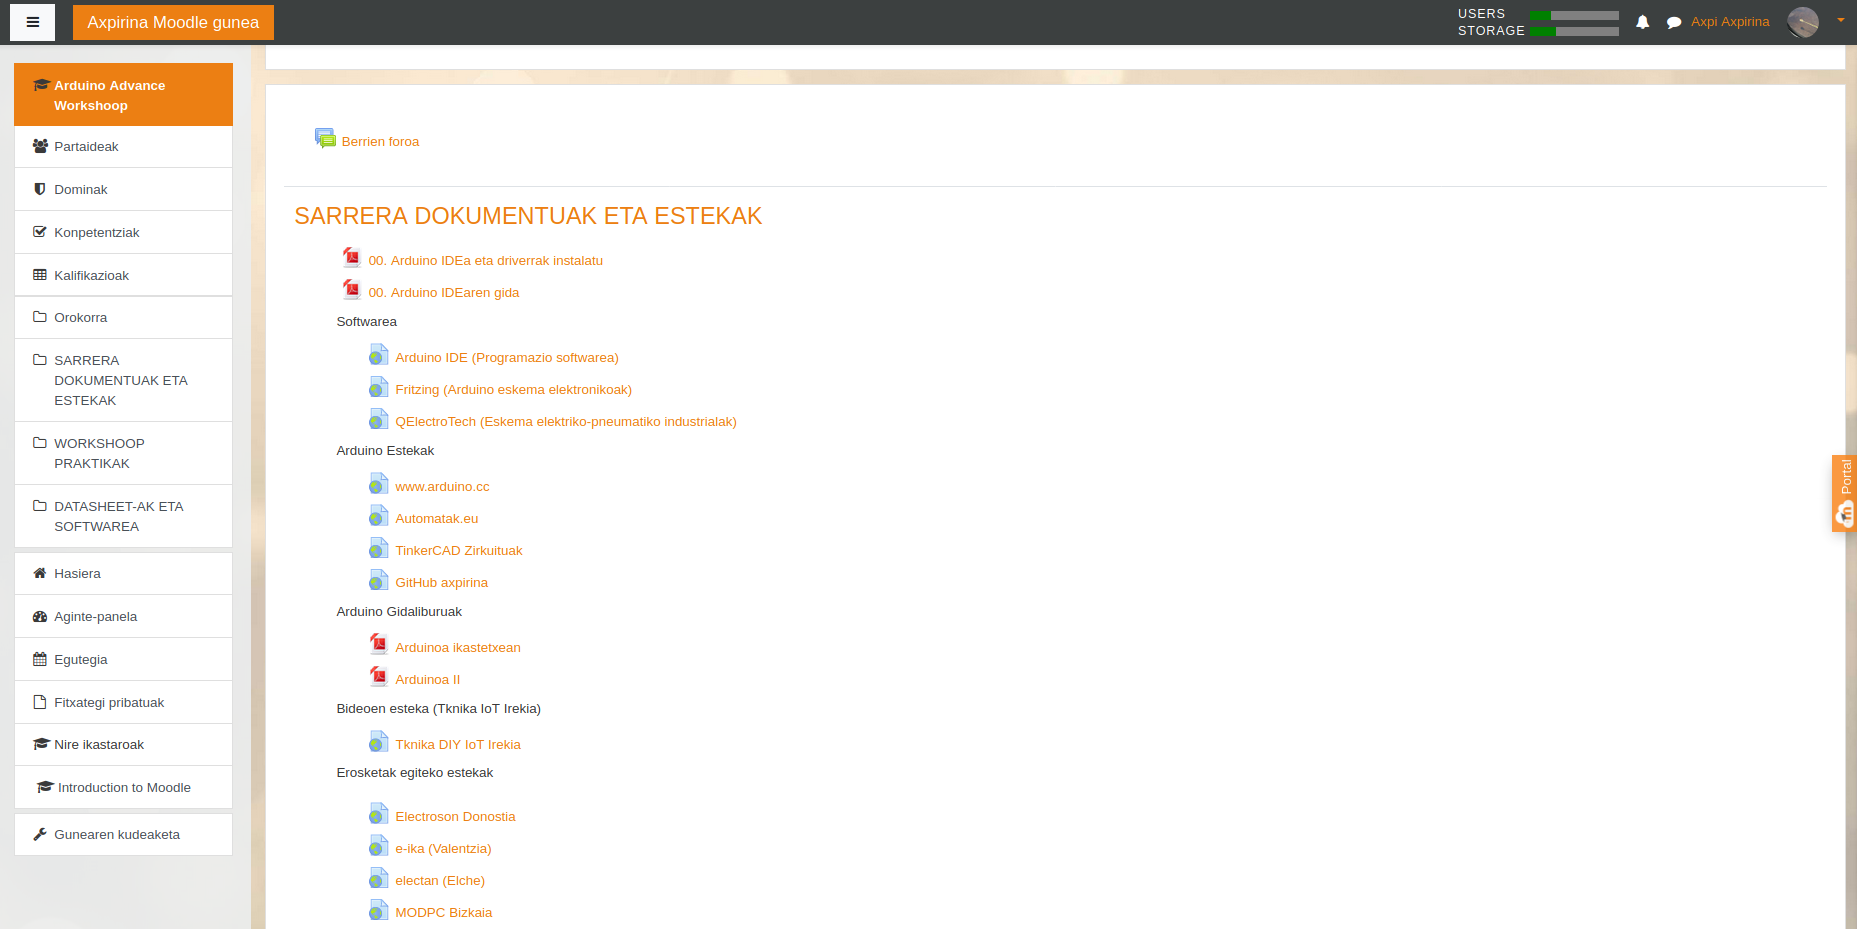 Axpirina Moodle gunea
USERS
STORAGE
Axpi Axpirina
Arduino Advance
Workshoop
Partaideak
Dominak
Konpetentziak
Kalifikazioak
Orokorra
SARRERA
DOKUMENTUAK ETA
ESTEKAK
WORKSHOOP
PRAKTIKAK
DATASHEET-AK ETA
SOFTWAREA
Hasiera
Aginte-panela
Egutegia
Fitxategi pribatuak
Nire ikastaroak
Introduction to Moodle
Gunearen kudeaketa
Berrien foroa
SARRERA DOKUMENTUAK ETA ESTEKAK
00. Arduino IDEa eta driverrak instalatu
00. Arduino IDEaren gida
Softwarea
Arduino IDE (Programazio softwarea)
Fritzing (Arduino eskema elektronikoak)
QElectroTech (Eskema elektriko-pneumatiko industrialak)
Arduino Estekak
www.arduino.cc
Automatak.eu
TinkerCAD Zirkuituak
GitHub axpirina
Arduino Gidaliburuak
Arduinoa ikastetxean
Arduinoa II
Bideoen esteka (Tknika IoT Irekia)
Tknika DIY IoT Irekia
Erosketak egiteko estekak
Electroson Donostia
e-ika (Valentzia)
electan (Elche)
MODPC Bizkaia
Portal